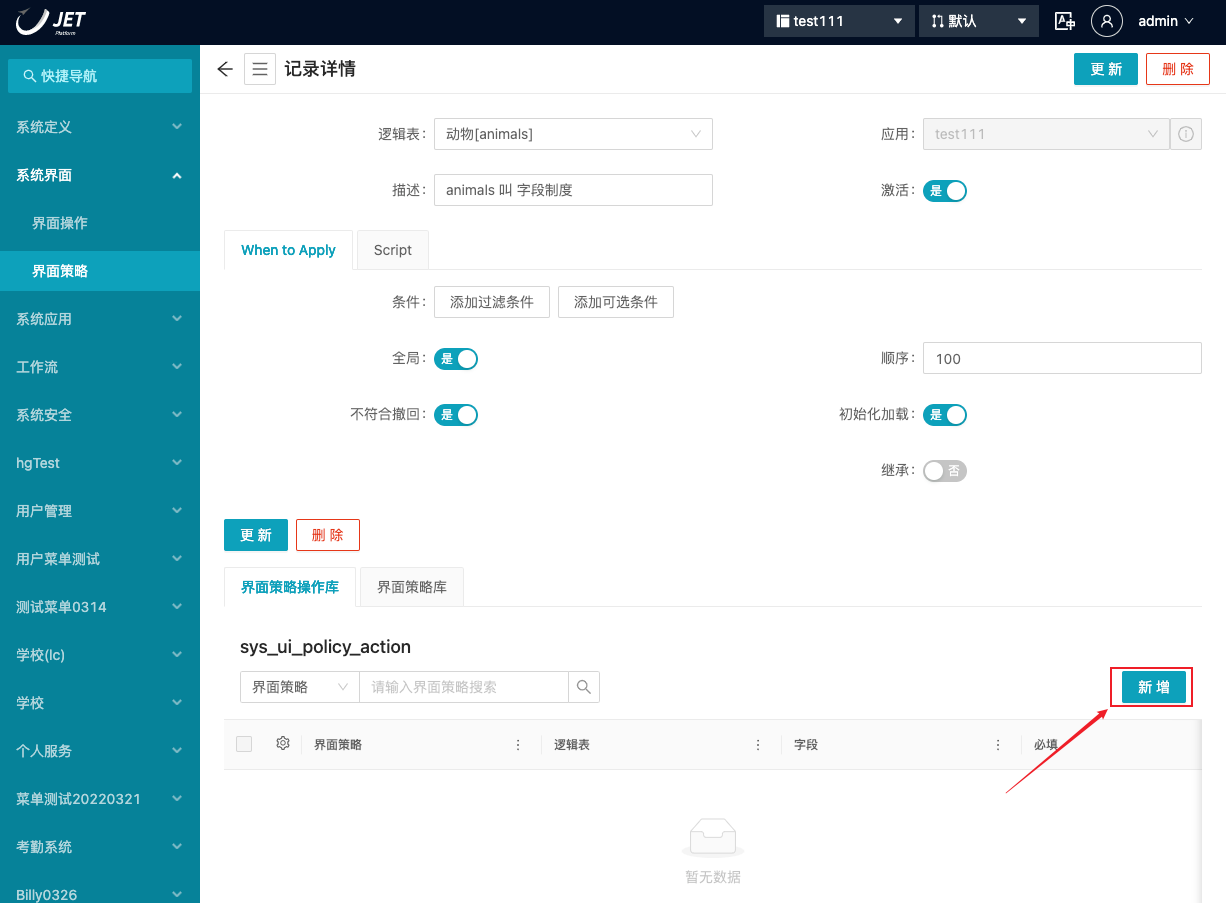 JET
Platform
test111
默认
admin
快捷导航
系统定义
系统界面
界面操作
界面策略
系统应用
工作流
系统安全
hgTest
用户管理
用户菜单测试
测试菜单0314
学校(lc)
学校
个人服务
菜单测试20220321
考勤系统
Billy0326
记录详情
更 新
删 除
逻辑表:
动物[animals]
应用:
test111
描述:
animals 叫 字段制度
激活:
是
When to Apply
Script
条件:
添加过滤条件
添加可选条件
全局:
是
顺序:
100
不符合撤回:
是
初始化加载:
是
继承:
否
更 新
删 除
界面策略操作库
界面策略库
sys_ui_policy_action
界面策略
请输入界面策略搜索
新 增
界面策略
逻辑表
字段
必填
暂无数据